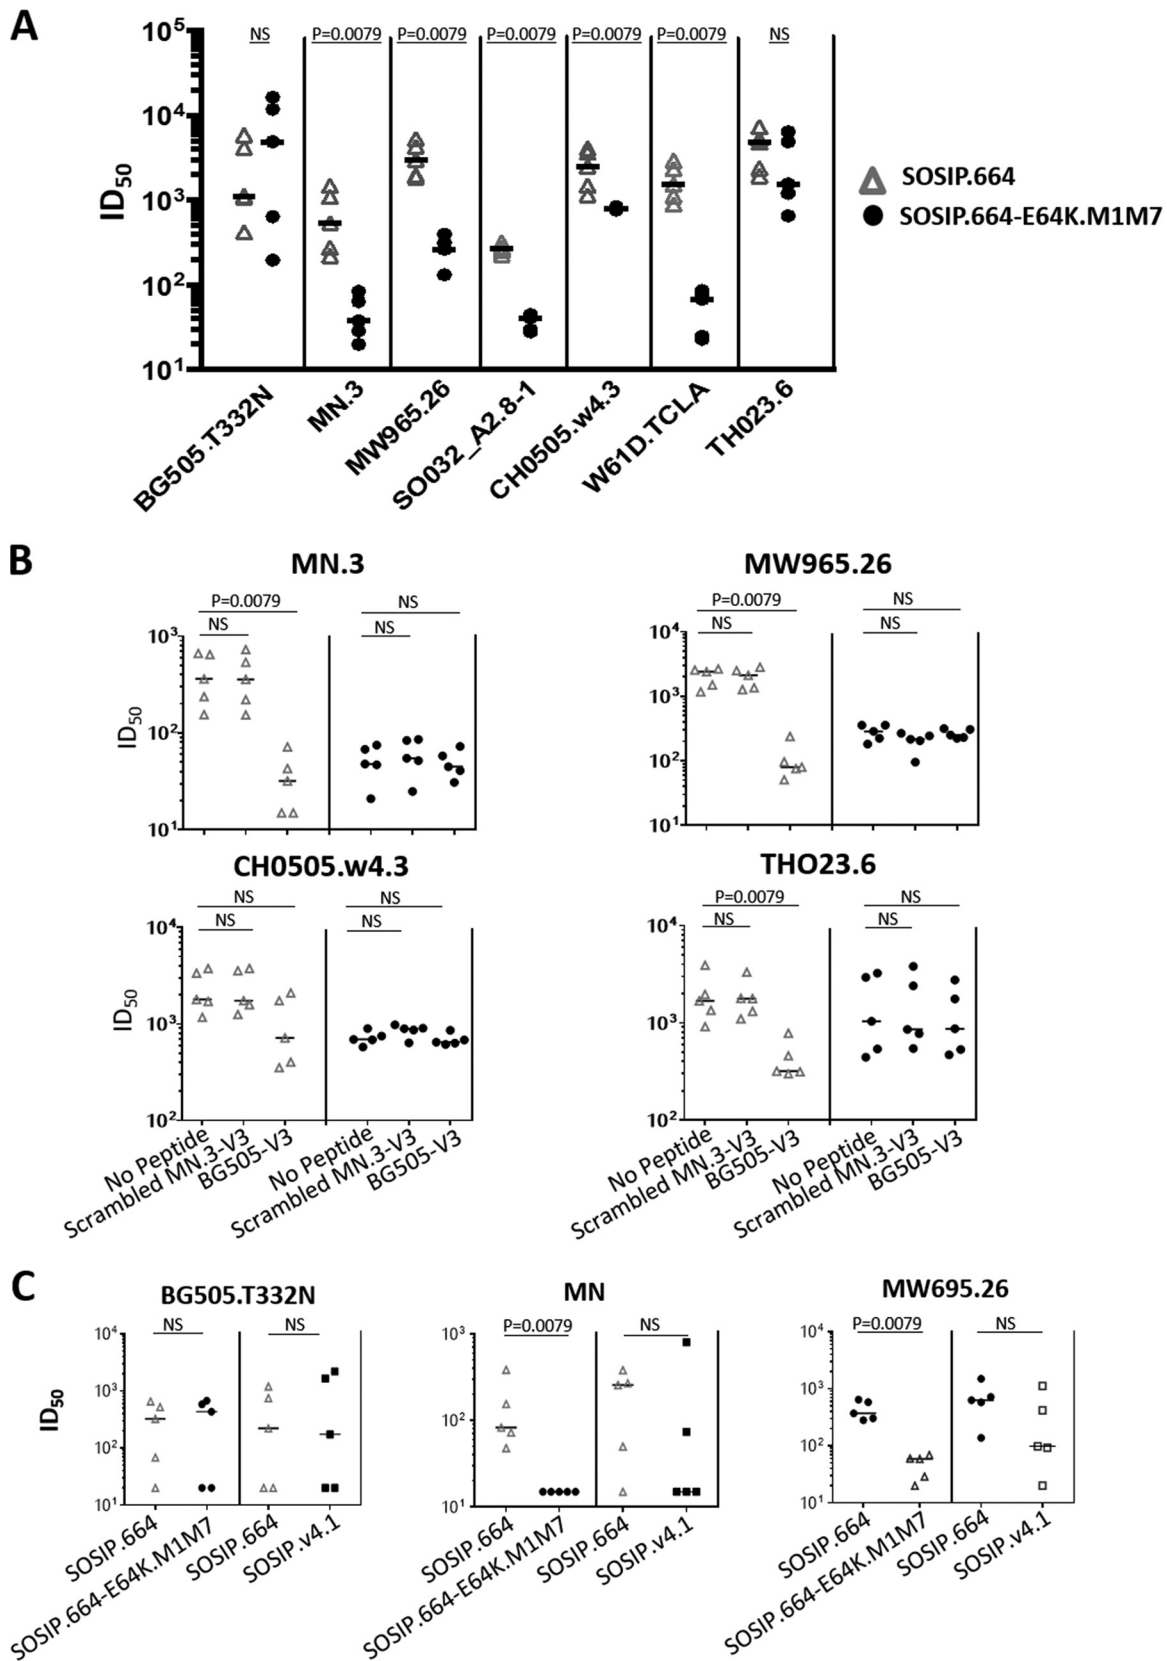 A
NS P=0.0079 P=0.0079 P=0.0079 P=0.0079 P=0.0079 NS
10⁵
10⁴
10³
10²
10¹
ID₅₀
SOSIP.664
SOSIP.664-E64K.M1M7
BG505.T332N MN.3 MW965.26 SO032_A2.8-1 CH0505.w4.3 W61D.TCLA TH023.6
B
MN.3 MW965.26
P=0.0079 NS P=0.0079 NS
NS NS NS NS
10³ 10⁴
10³
10² 10²
10¹ 10¹
ID₅₀
CH0505.w4.3 THO23.6
NS NS P=0.0079 NS
NS NS NS NS
10⁴ 10⁴
10³ 10³
10² 10²
ID₅₀
No Peptide Scrambled MN.3-V3 BG505-V3 No Peptide Scrambled MN.3-V3 BG505-V3 No Peptide Scrambled MN.3-V3 BG505-V3 No Peptide Scrambled MN.3-V3 BG505-V3
C
BG505.T332N MN MW695.26
NS NS P=0.0079 NS P=0.0079 NS
10⁴ 10³ 10⁴
10³ 10³
10² 10² 10²
10¹ 10¹ 10¹
ID₅₀
SOSIP.664 SOSIP.664-E64K.M1M7 SOSIP.664 SOSIP.v4.1 SOSIP.664 SOSIP.664-E64K.M1M7 SOSIP.664 SOSIP.v4.1 SOSIP.664 SOSIP.664-E64K.M1M7 SOSIP.664 SOSIP.v4.1